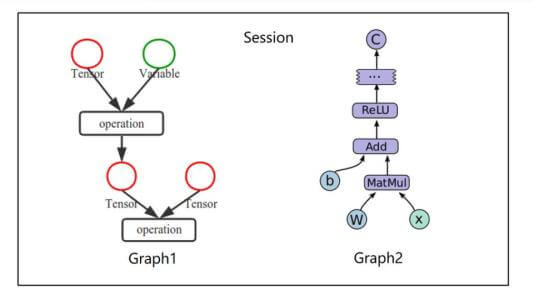 Session
Tensor
Variable
operation
Tensor
Tensor
operation
Graph1
C
...
ReLU
Add
b
MatMul
W
x
Graph2